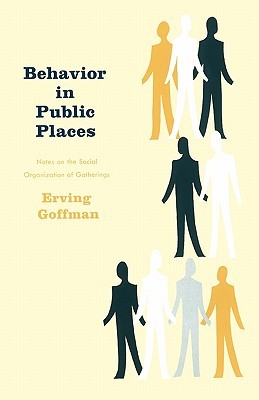 Behavior
in
Public
Places
Notes on the Social
Organization of Gatherings
Erving
Goffman